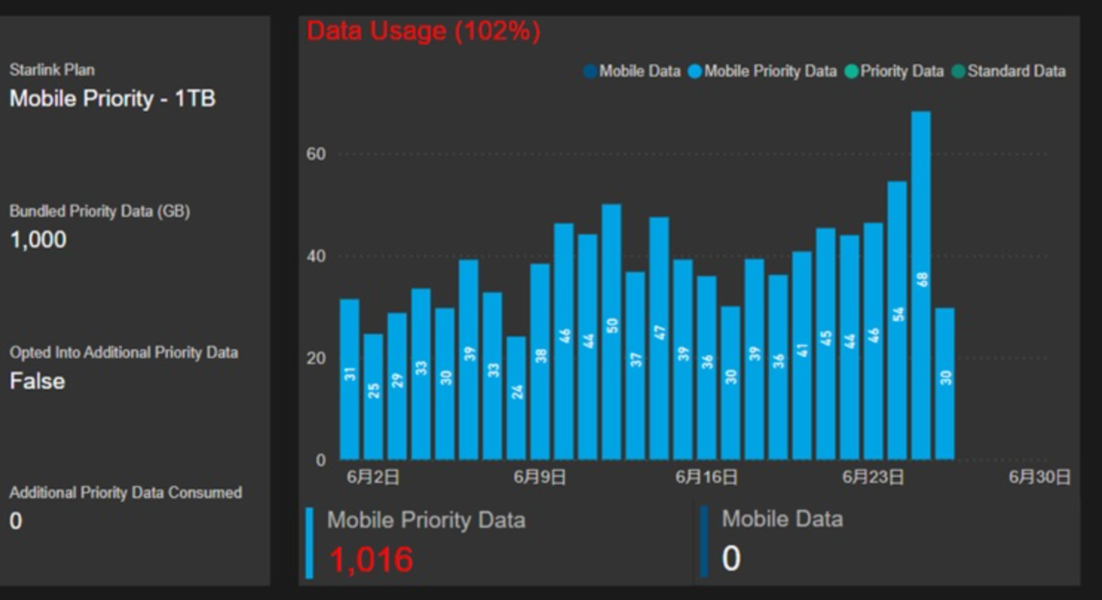 Starlink Plan
Mobile Priority - 1TB
Bundled Priority Data (GB)
1,000
Opted Into Additional Priority Data
False
Additional Priority Data Consumed
0
Data Usage (102%)
Mobile Data Mobile Priority Data Priority Data Standard Data
60
40
20
0
31 25 29 33 30 39 33 24 38 46 44 50 37 47 39 36 30 39 36 41 45 44 46 54 68 30
6月2日 6月9日 6月16日 6月23日 6月30日
Mobile Priority Data
1,016
Mobile Data
0